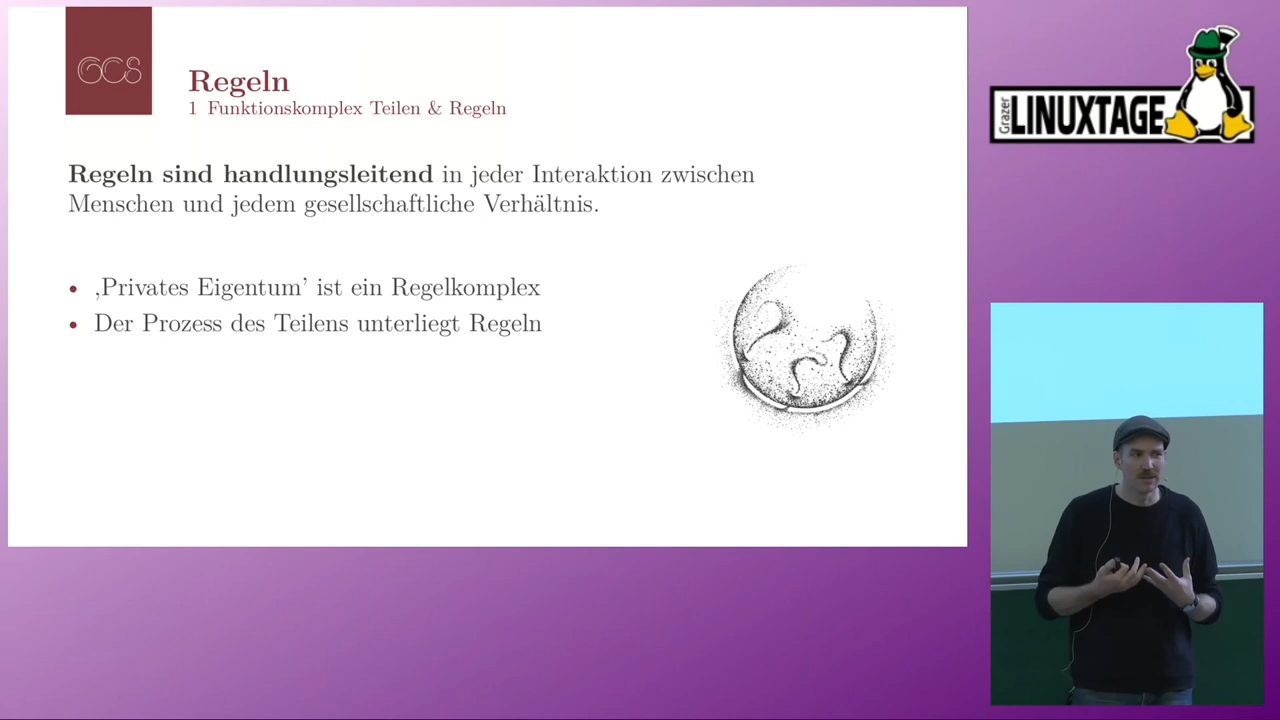 GCS
Regeln
1 Funktionskomplex Teilen & Regeln
Regeln sind handlungsleitend in jeder Interaktion zwischen
Menschen und jedem gesellschaftliche Verhältnis.
• ‚Privates Eigentum’ ist ein Regelkomplex
• Der Prozess des Teilens unterliegt Regeln
Grazer
LINUXTAGE